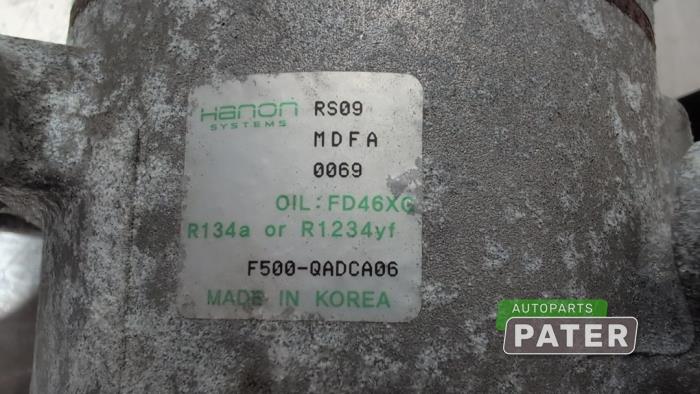 Hanon RS09
SYSTEMS
MDFA
0069
OIL: FD46XG
R134a or R1234yf
F500-QADCA06
MADE IN KOREA
AUTOPARTS
PATER